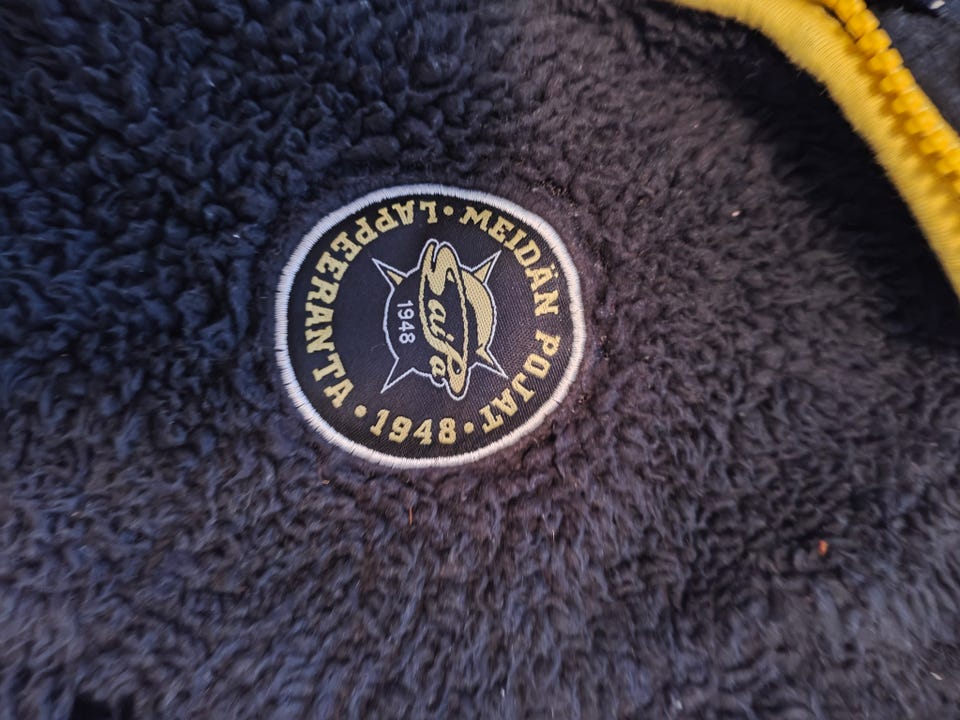 MEIDÄN POJAT
• 1948 •
LAPPEENRANTA •
SaiPa
1948